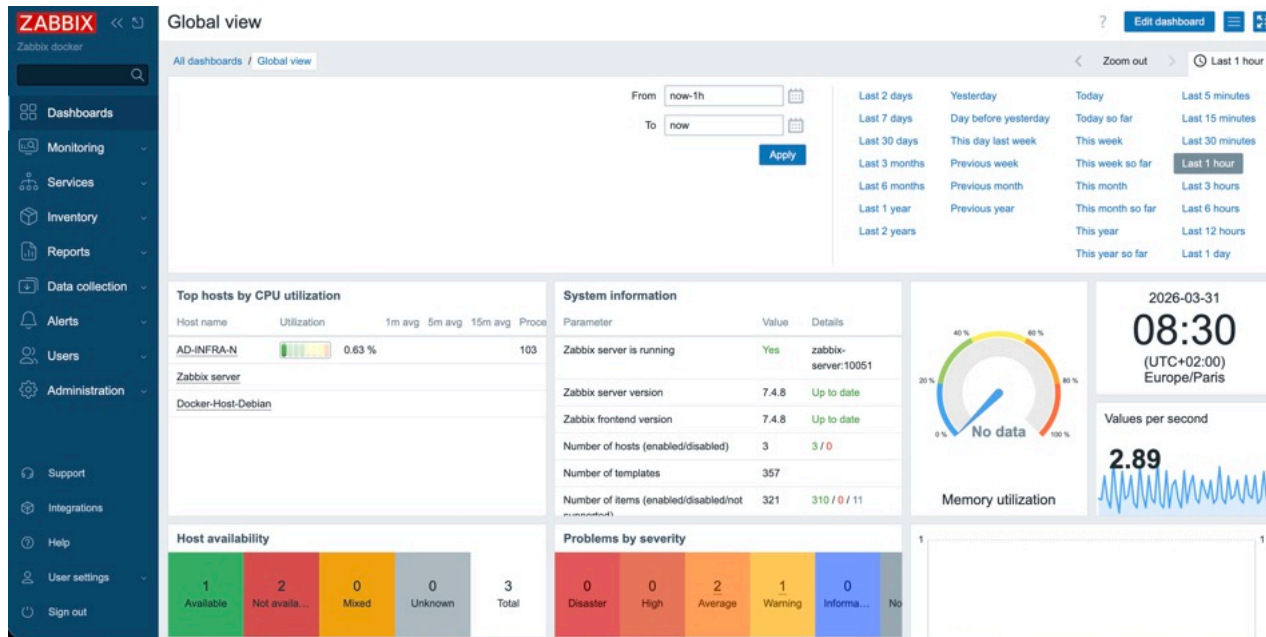 ZABBIX
Zabbix docker
Dashboards
Monitoring
Services
Inventory
Reports
Data collection
Alerts
Users
Administration
Support
Integrations
Help
User settings
Sign out
Global view
? Edit dashboard
All dashboards / Global view
Zoom out Last 1 hour
From now-1h
To now
Apply
Last 2 days Yesterday Today Last 5 minutes
Last 7 days Day before yesterday Today so far Last 15 minutes
Last 30 days This day last week This week Last 30 minutes
Last 3 months Previous week This week so far Last 1 hour
Last 6 months Previous month This month Last 3 hours
Last 1 year Previous year This month so far Last 6 hours
Last 2 years This year Last 12 hours
This year so far Last 1 day
Top hosts by CPU utilization
Host name Utilization 1m avg 5m avg 15m avg Proce
AD-INFRA-N 0.63 % 103
Zabbix server
Docker-Host-Debian
System information
Parameter Value Details
Zabbix server is running Yes zabbix-
server:10051
Zabbix server version 7.4.8 Up to date
Zabbix frontend version 7.4.8 Up to date
Number of hosts (enabled/disabled) 3 3 / 0
Number of templates 357
Number of items (enabled/disabled/not 321 310 / 0 / 11
supported)
40 % 60 %
20 % 80 %
0 % No data 100 %
Memory utilization
2026-03-31
08:30
(UTC+02:00)
Europe/Paris
Values per second
2.89
Host availability
1 2 0 0 3
Available Not availa... Mixed Unknown Total
Problems by severity
0 0 2 1 0
Disaster High Average Warning Informa... No
1 1